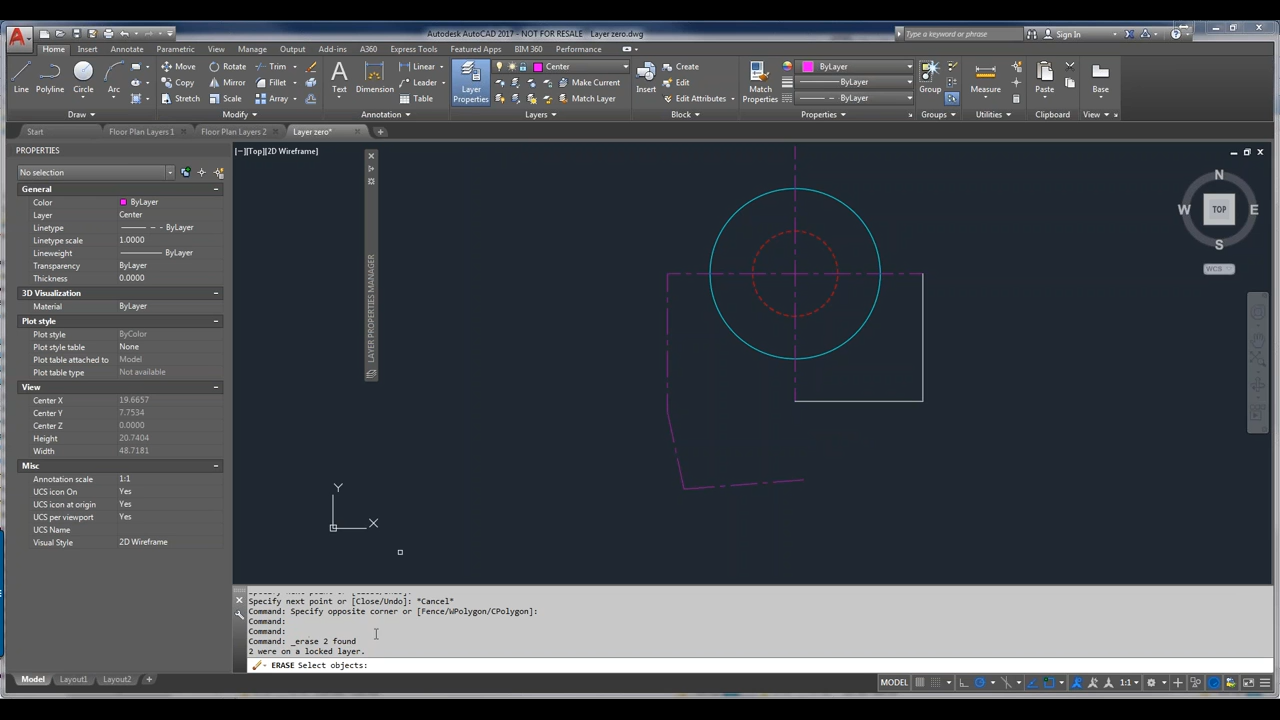 Autodesk AutoCAD 2017 - NOT FOR RESALE Layer zero.dwg
Type a keyword or phrase
Sign In
Home Insert Annotate Parametric View Manage Output Add-ins A360 Express Tools Featured Apps BIM 360 Performance
Line Polyline Circle Arc
Move Rotate Trim
Copy Mirror Fillet
Stretch Scale Array
Text Dimension
Linear
Leader
Table
Layer Properties
Center
Make Current
Match Layer
Insert
Create
Edit
Edit Attributes
Match Properties
ByLayer
ByLayer
ByLayer
Group
Measure
Paste
Base
Draw Modify Annotation Layers Block Properties Groups Utilities Clipboard View
Start Floor Plan Layers 1 Floor Plan Layers 2 Layer zero*
PROPERTIES
No selection
General
Color ByLayer
Layer Center
Linetype ByLayer
Linetype scale 1.0000
Lineweight ByLayer
Transparency ByLayer
Thickness 0.0000
3D Visualization
Material ByLayer
Plot style
Plot style ByColor
Plot style table None
Plot table attached to Model
Plot table type Not available
View
Center X 19.6657
Center Y 7.7534
Center Z 0.0000
Height 20.7404
Width 48.7181
Misc
Annotation scale 1:1
UCS icon On Yes
UCS icon at origin Yes
UCS per viewport Yes
UCS Name
Visual Style 2D Wireframe
[−][Top][2D Wireframe]
LAYER PROPERTIES MANAGER
N
W TOP E
S
WCS
Y
X
Specify next point or [Close/Undo]: *Cancel*
Command: Specify opposite corner or [Fence/WPolygon/CPolygon]:
Command:
Command:
Command: _erase 2 found
2 were on a locked layer.
ERASE Select objects:
Model Layout1 Layout2
MODEL
1:1